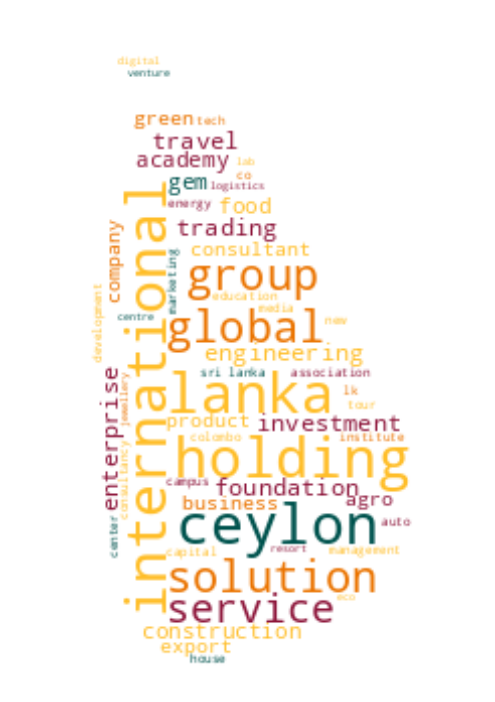 digital
venture
green tech
travel
academy lab
gem co
logistics
energy food
trading
company
consultant
marketing
international
group
education
development
media
centre
global new
engineering
sri lanka association
enterprise
jewellery
lanka lk
tour
product investment
colombo institute
consultancy
holding
campus foundation
agro
business
center
ceylon auto
capital resort management
solution
eco
service
construction
export
house